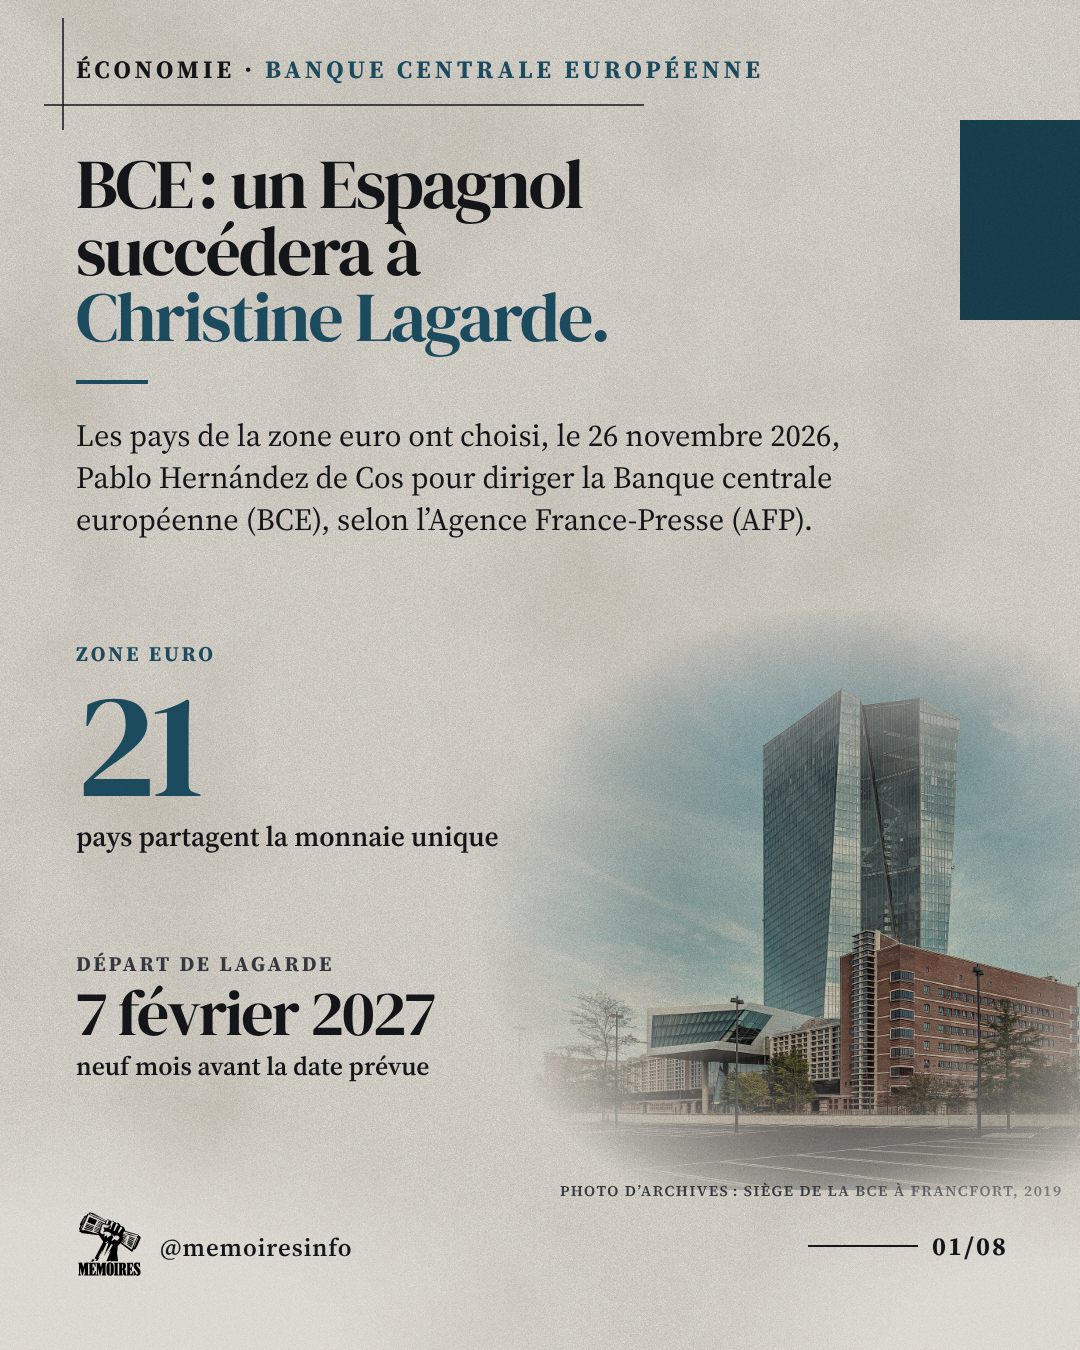 ÉCONOMIE · BANQUE CENTRALE EUROPÉENNE
BCE : un Espagnol
succédera à
Christine Lagarde.
Les pays de la zone euro ont choisi, le 26 novembre 2026,
Pablo Hernández de Cos pour diriger la Banque centrale
européenne (BCE), selon l’Agence France-Presse (AFP).
ZONE EURO
21
pays partagent la monnaie unique
DÉPART DE LAGARDE
7 février 2027
neuf mois avant la date prévue
PHOTO D’ARCHIVES : SIÈGE DE LA BCE À FRANCFORT, 2019
MÉMOIRES
@memoiresinfo
01/08